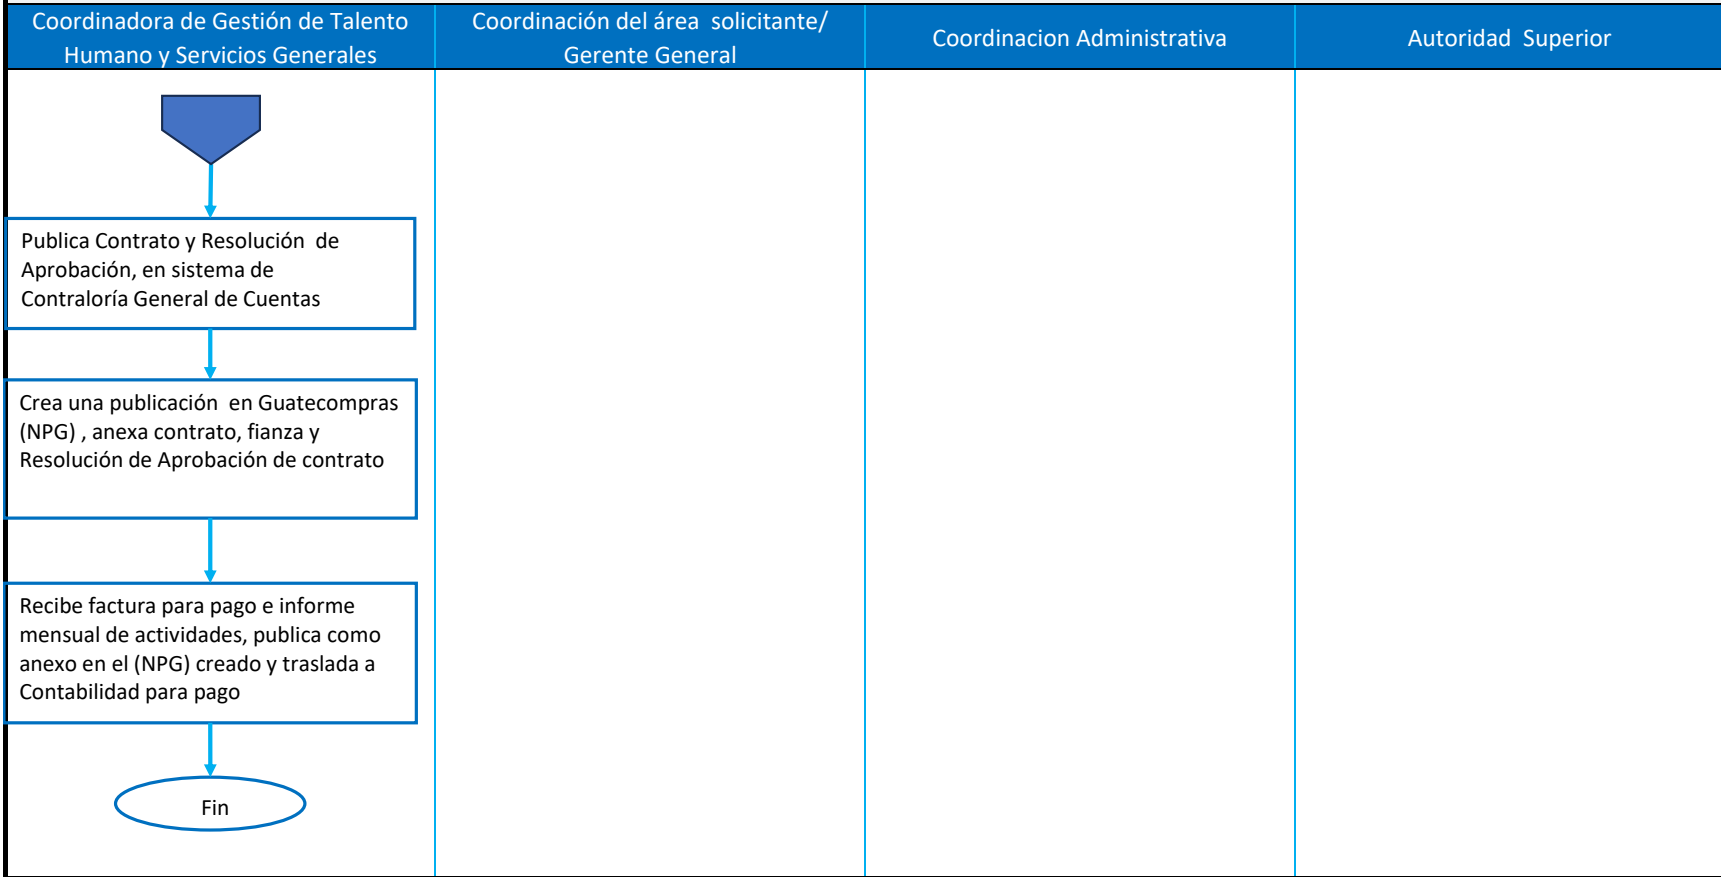 Coordinadora de Gestión de Talento
Humano y Servicios Generales
Coordinación del área  solicitante/
Gerente General
Coordinacion Administrativa
Autoridad  Superior
Publica Contrato y Resolución  de
Aprobación, en sistema de
Contraloría General de Cuentas
Crea una publicación  en Guatecompras
(NPG) , anexa contrato, fianza y
Resolución de Aprobación de contrato
Recibe factura para pago e informe
mensual de actividades, publica como
anexo en el (NPG) creado y traslada a
Contabilidad para pago
Fin